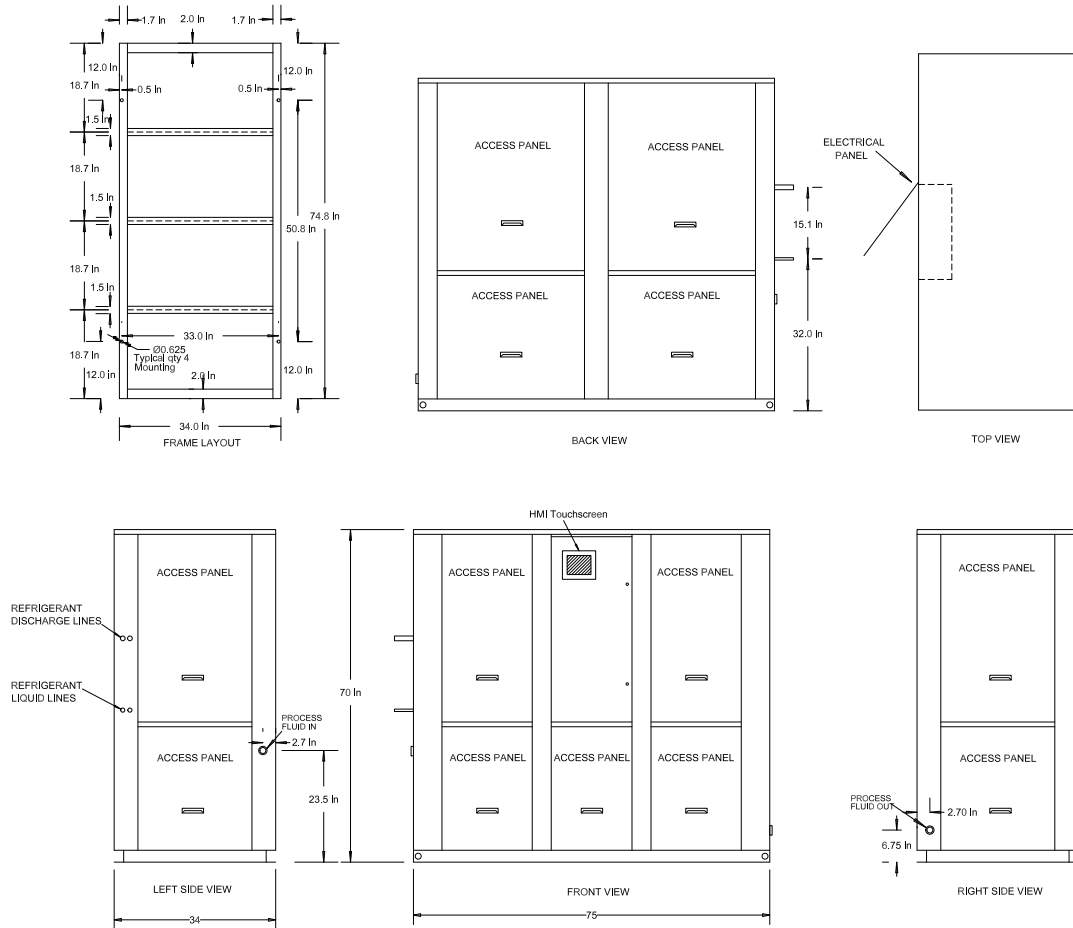 1.7 In
2.0 In
1.7 In
12.0 In
12.0 In
18.7 In
0.5 In
0.5 In
1.5 In
18.7 In
1.5 In
74.8 In
50.8 In
18.7 In
1.5 In
33.0 In
Ø0.625
Typical qty 4
Mounting
18.7 In
12.0 in
2.0 In
12.0 in
34.0 In
FRAME LAYOUT
ACCESS PANEL
ACCESS PANEL
ACCESS PANEL
ACCESS PANEL
15.1 In
32.0 In
BACK VIEW
ELECTRICAL
PANEL
TOP VIEW
REFRIGERANT
DISCHARGE LINES
REFRIGERANT
LIQUID LINES
ACCESS PANEL
PROCESS
FLUID IN
2.7 In
ACCESS PANEL
23.5 In
LEFT SIDE VIEW
34
HMI Touchscreen
ACCESS PANEL
ACCESS PANEL
70 In
ACCESS PANEL
ACCESS PANEL
ACCESS PANEL
FRONT VIEW
75
ACCESS PANEL
ACCESS PANEL
PROCESS
FLUID OUT
2.70 In
6.75 In
RIGHT SIDE VIEW